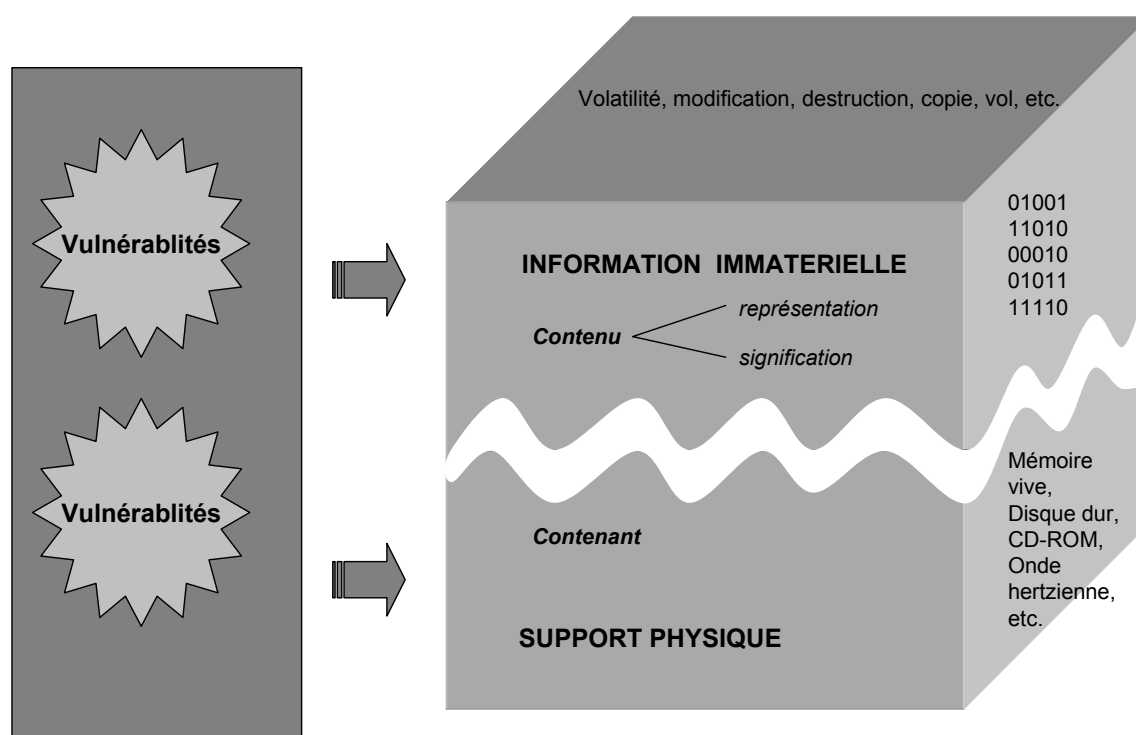 Volatilité, modification, destruction, copie, vol, etc.
Vulnérablités
INFORMATION IMMATERIELLE
Contenu
représentation
signification
01001
11010
00010
01011
11110
Vulnérablités
Contenant
SUPPORT PHYSIQUE
Mémoire
vive,
Disque dur,
CD-ROM,
Onde
hertzienne,
etc.